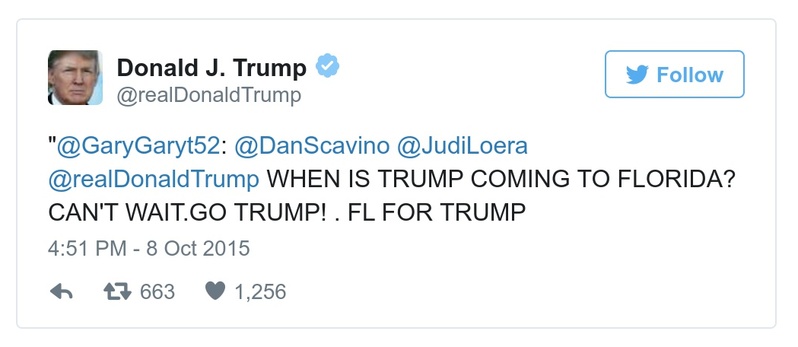 Donald J. Trump
@realDonaldTrump
Follow
"@GaryGaryt52: @DanScavino @JudiLoera
@realDonaldTrump WHEN IS TRUMP COMING TO FLORIDA?
CAN'T WAIT.GO TRUMP! . FL FOR TRUMP
4:51 PM - 8 Oct 2015
663 1,256